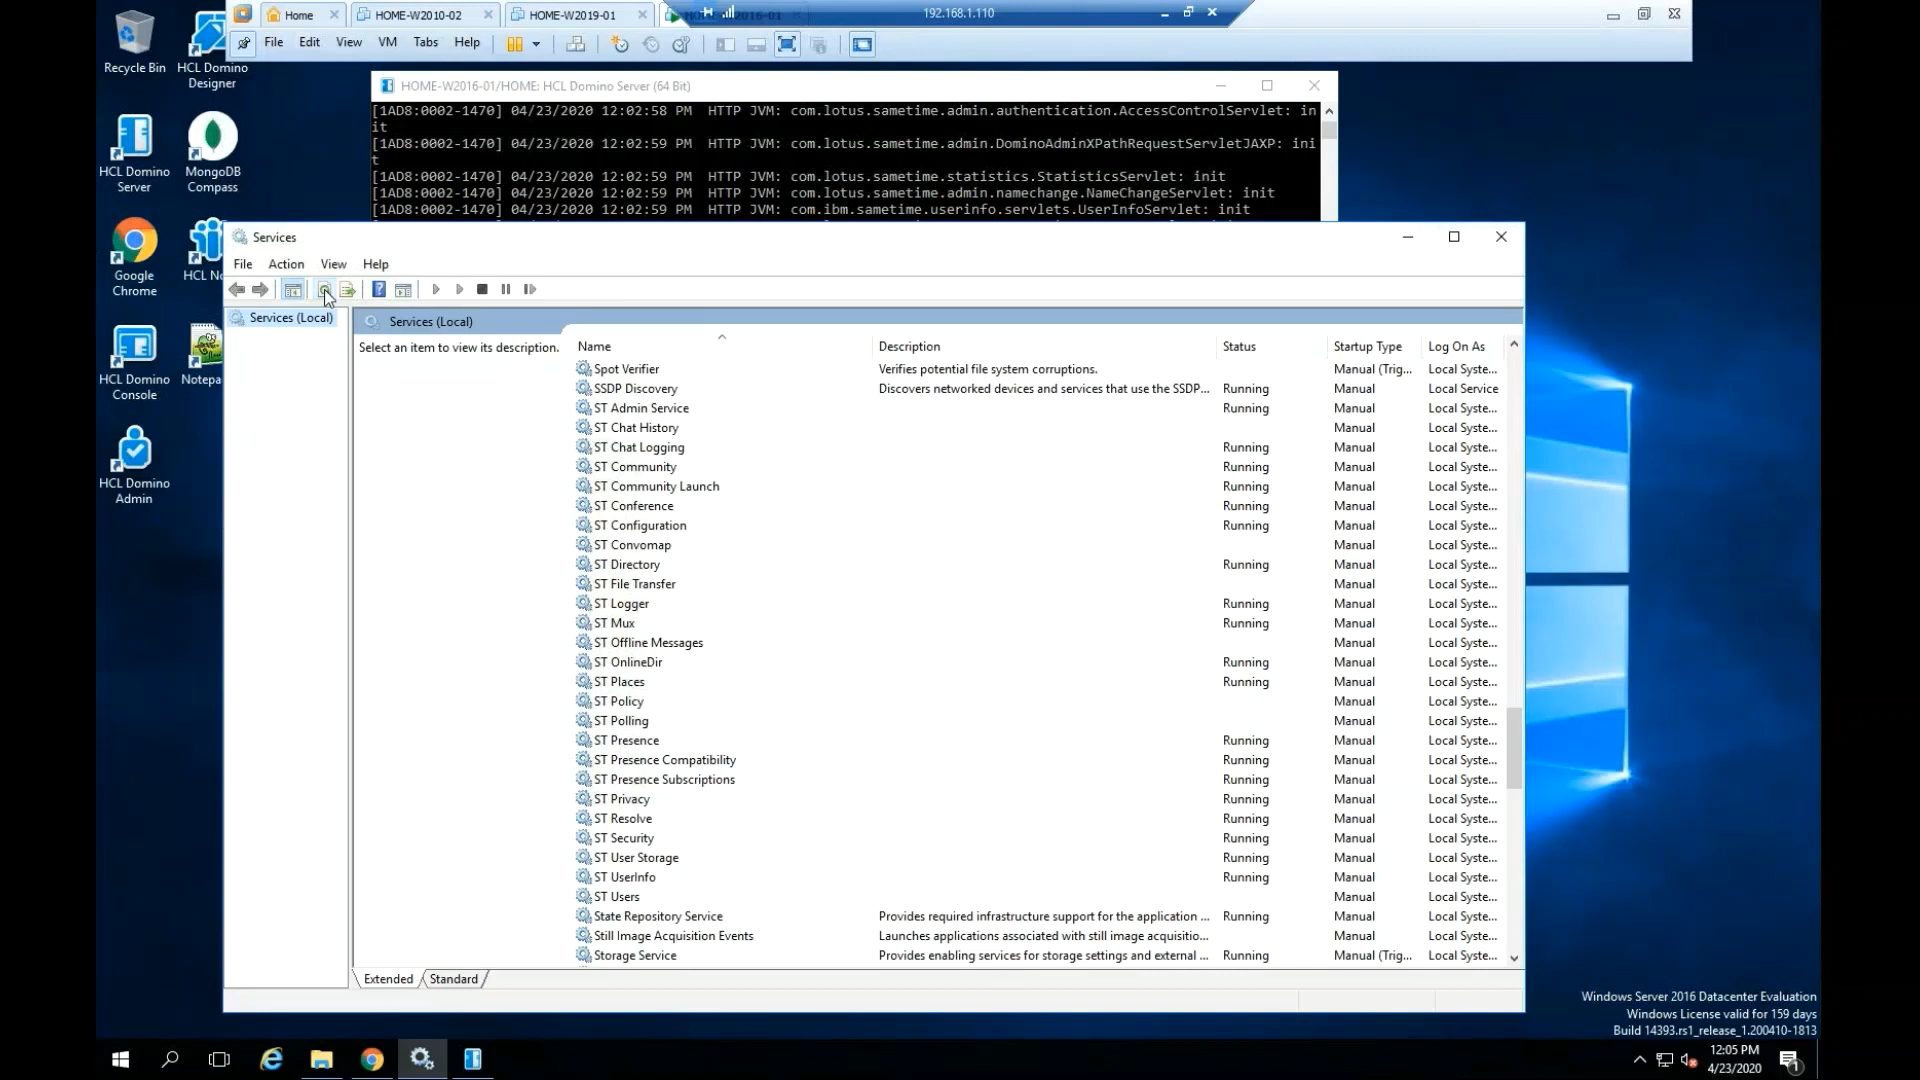 Home
HOME-W2010-02
HOME-W2019-01
192.168.1.110
File Edit View VM Tabs Help
Recycle Bin
HCL Domino
Designer
HCL Domino
Server
MongoDB
Compass
Google
Chrome
HCL
HCL Domino
Console
Notepa
HCL Domino
Admin
HOME-W2016-01/HOME: HCL Domino Server (64 Bit)
[1AD8:0002-1470] 04/23/2020 12:02:58 PM HTTP JVM: com.lotus.sametime.admin.authentication.AccessControlServlet: in
it
[1AD8:0002-1470] 04/23/2020 12:02:59 PM HTTP JVM: com.lotus.sametime.admin.DominoAdminXPathRequestServletJAXP: ini
t
[1AD8:0002-1470] 04/23/2020 12:02:59 PM HTTP JVM: com.lotus.sametime.statistics.StatisticsServlet: init
[1AD8:0002-1470] 04/23/2020 12:02:59 PM HTTP JVM: com.lotus.sametime.admin.namechange.NameChangeServlet: init
[1AD8:0002-1470] 04/23/2020 12:02:59 PM HTTP JVM: com.ibm.sametime.userinfo.servlets.UserInfoServlet: init
Services
File Action View Help
Services (Local)
Services (Local)
Select an item to view its description.
Name Description Status Startup Type Log On As
Spot Verifier Verifies potential file system corruptions. Manual (Trig... Local Syste...
SSDP Discovery Discovers networked devices and services that use the SSDP... Running Manual Local Service
ST Admin Service Running Manual Local Syste...
ST Chat History Manual Local Syste...
ST Chat Logging Running Manual Local Syste...
ST Community Running Manual Local Syste...
ST Community Launch Running Manual Local Syste...
ST Conference Running Manual Local Syste...
ST Configuration Running Manual Local Syste...
ST Convomap Manual Local Syste...
ST Directory Running Manual Local Syste...
ST File Transfer Manual Local Syste...
ST Logger Running Manual Local Syste...
ST Mux Running Manual Local Syste...
ST Offline Messages Manual Local Syste...
ST OnlineDir Running Manual Local Syste...
ST Places Running Manual Local Syste...
ST Policy Manual Local Syste...
ST Polling Manual Local Syste...
ST Presence Running Manual Local Syste...
ST Presence Compatibility Running Manual Local Syste...
ST Presence Subscriptions Running Manual Local Syste...
ST Privacy Running Manual Local Syste...
ST Resolve Running Manual Local Syste...
ST Security Running Manual Local Syste...
ST User Storage Running Manual Local Syste...
ST UserInfo Running Manual Local Syste...
ST Users Manual Local Syste...
State Repository Service Provides required infrastructure support for the application ... Running Manual Local Syste...
Still Image Acquisition Events Launches applications associated with still image acquisitio... Manual Local Syste...
Storage Service Provides enabling services for storage settings and external ... Running Manual (Trig... Local Syste...
Extended Standard
Windows Server 2016 Datacenter Evaluation
Windows License valid for 159 days
Build 14393.rs1_release_1.200410-1813
12:05 PM
4/23/2020
1